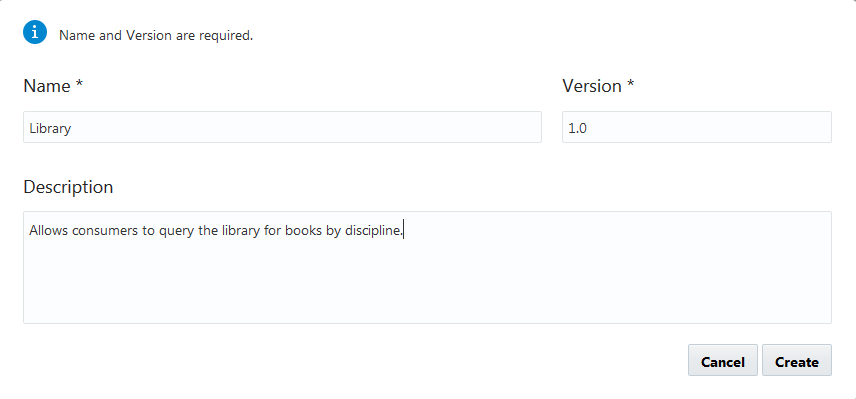 Name and Version are required.
Name * Version *
Library 1.0
Description
Allows consumers to query the library for books by discipline.
Cancel Create